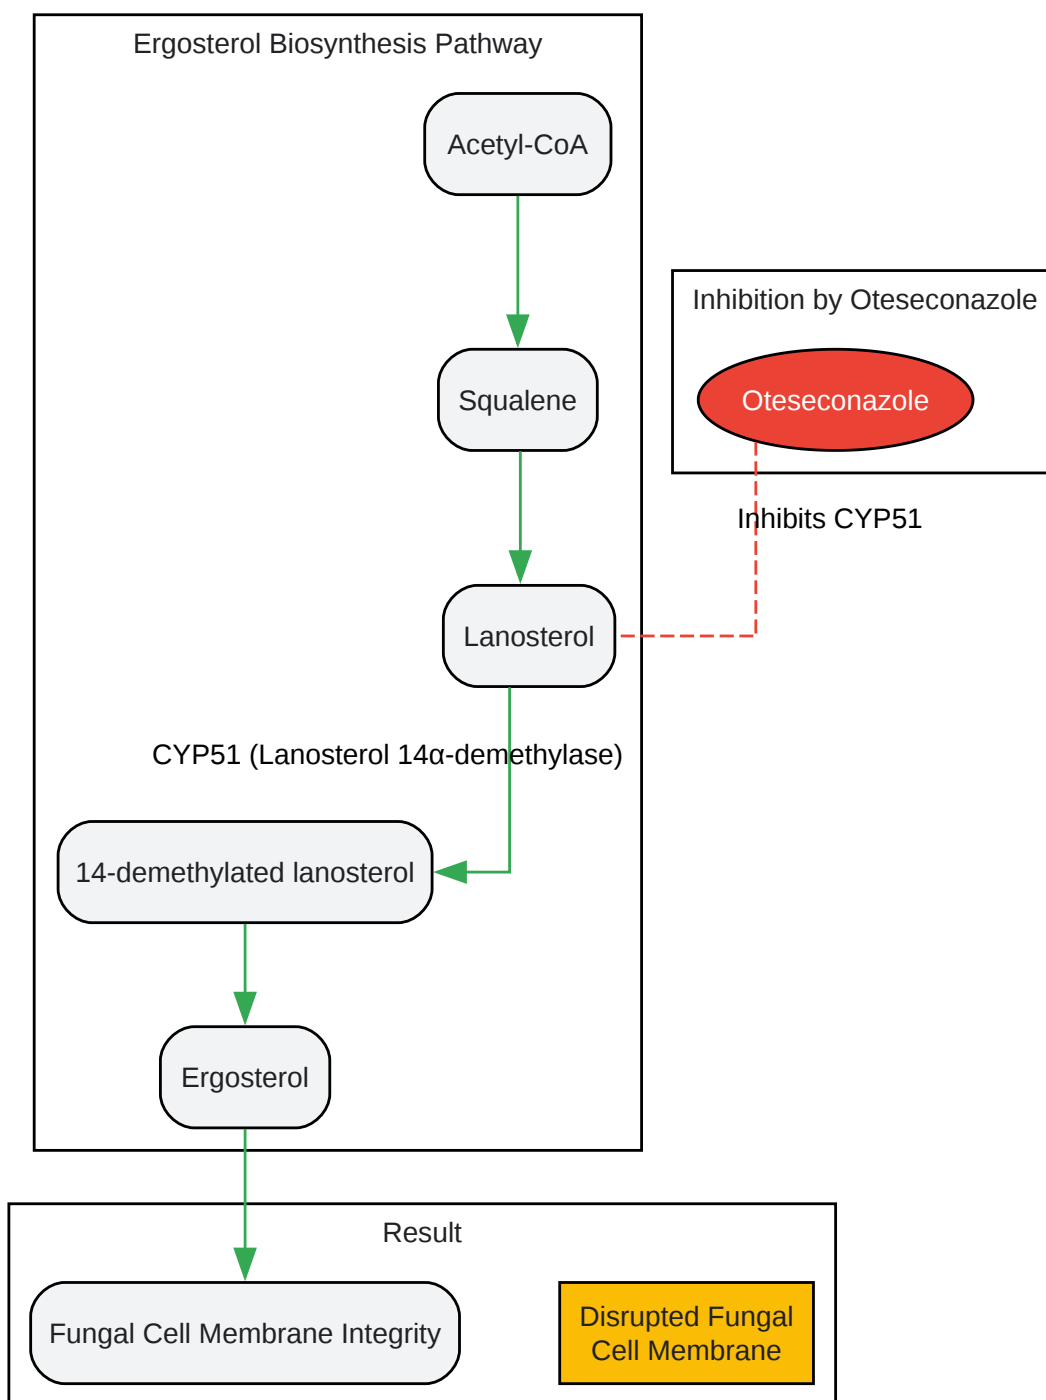 Ergosterol Biosynthesis Pathway
Acetyl-CoA
Inhibition by Oteseconazole
Squalene
Oteseconazole
Inhibits CYP51
Lanosterol
CYP51 (Lanosterol 14α-demethylase)
14-demethylated lanosterol
Ergosterol
Result
Fungal Cell Membrane Integrity
Disrupted Fungal
Cell Membrane